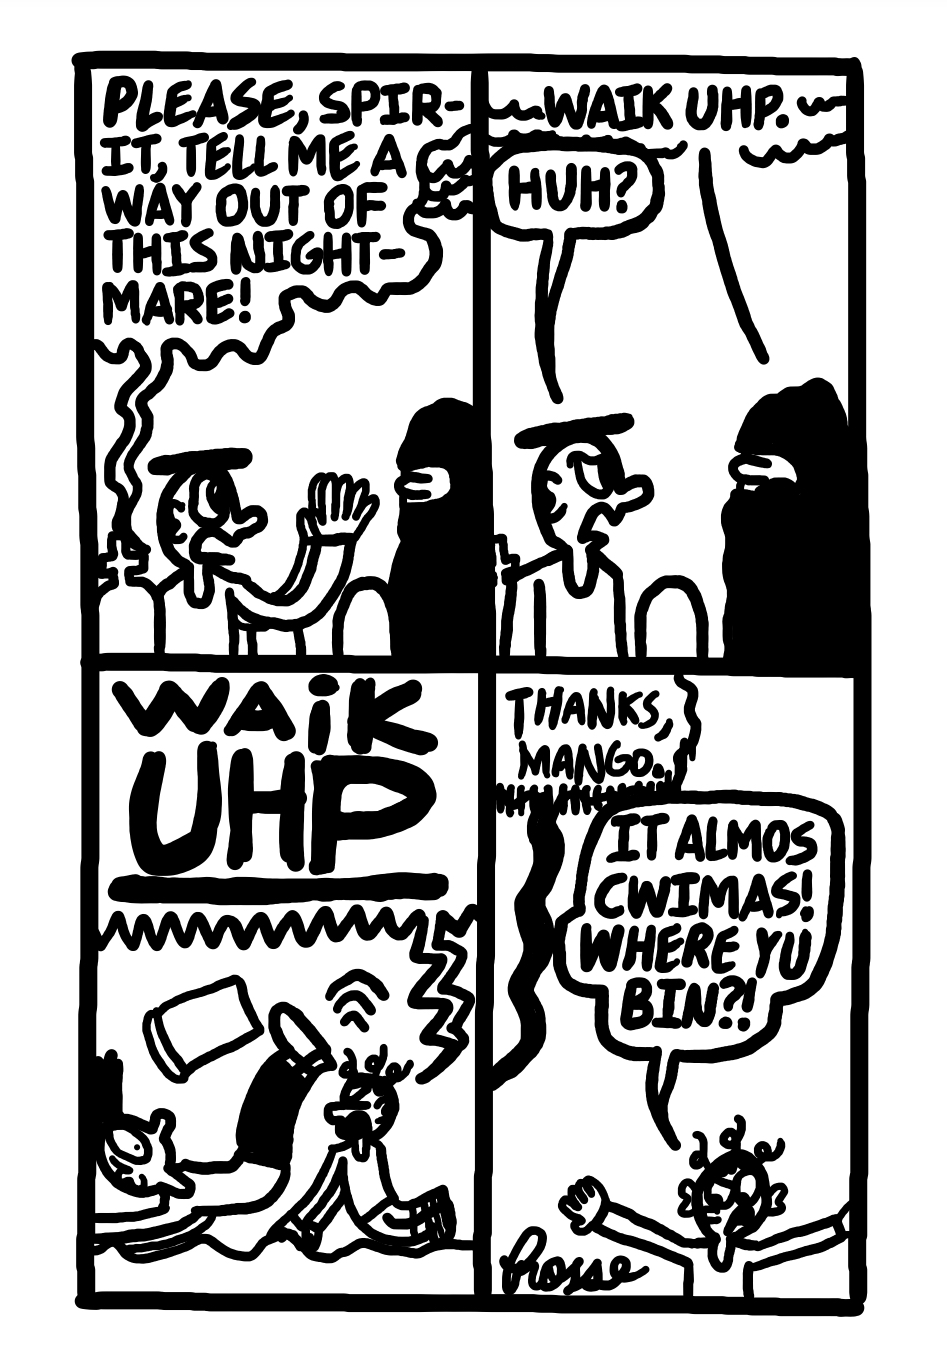 PLEASE, SPIR-
IT, TELL ME A
WAY OUT OF
THIS NIGHT-
MARE!
WAIK UHP.
HUH?
WAiK
UHP
THANKS,
MANGO.
IT ALMOS
CWIMAS!
WHERE YU
BIN?!